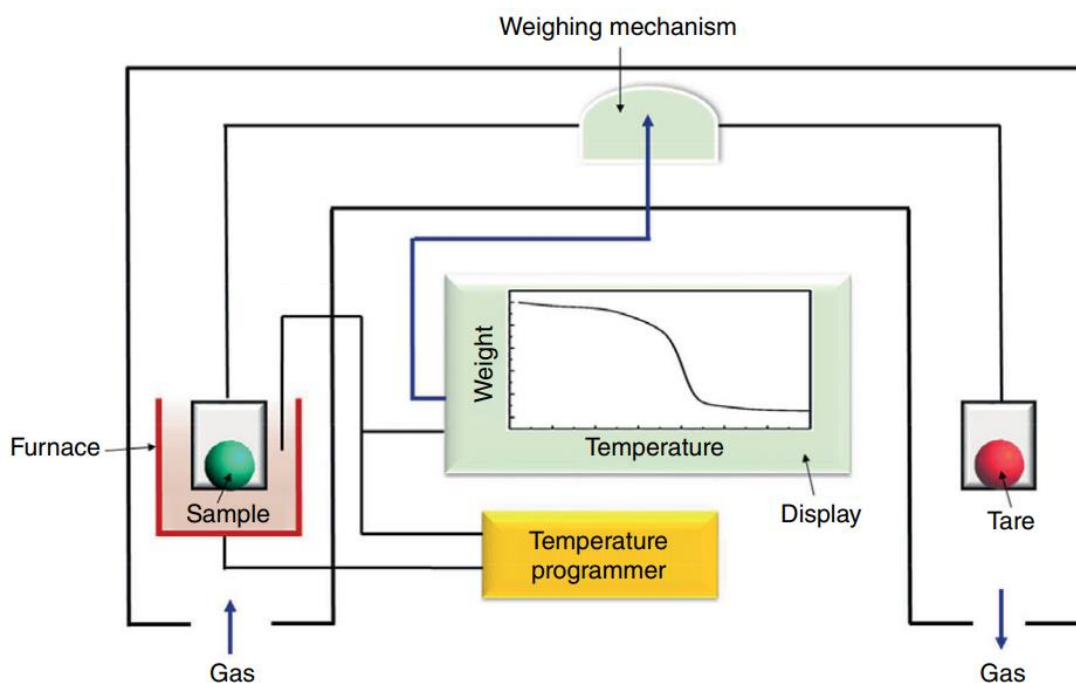 Weighing mechanism
Weight
Temperature
Furnace
Sample
Display
Tare
Temperature
programmer
Gas
Gas